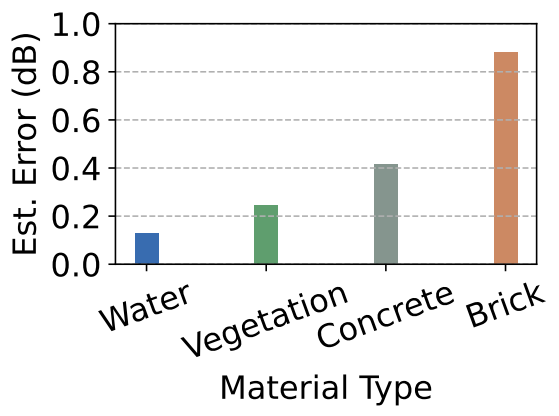 Est. Error (dB)
1.0
0.8
0.6
0.4
0.2
0.0
Water
Vegetation
Concrete
Brick
Material Type